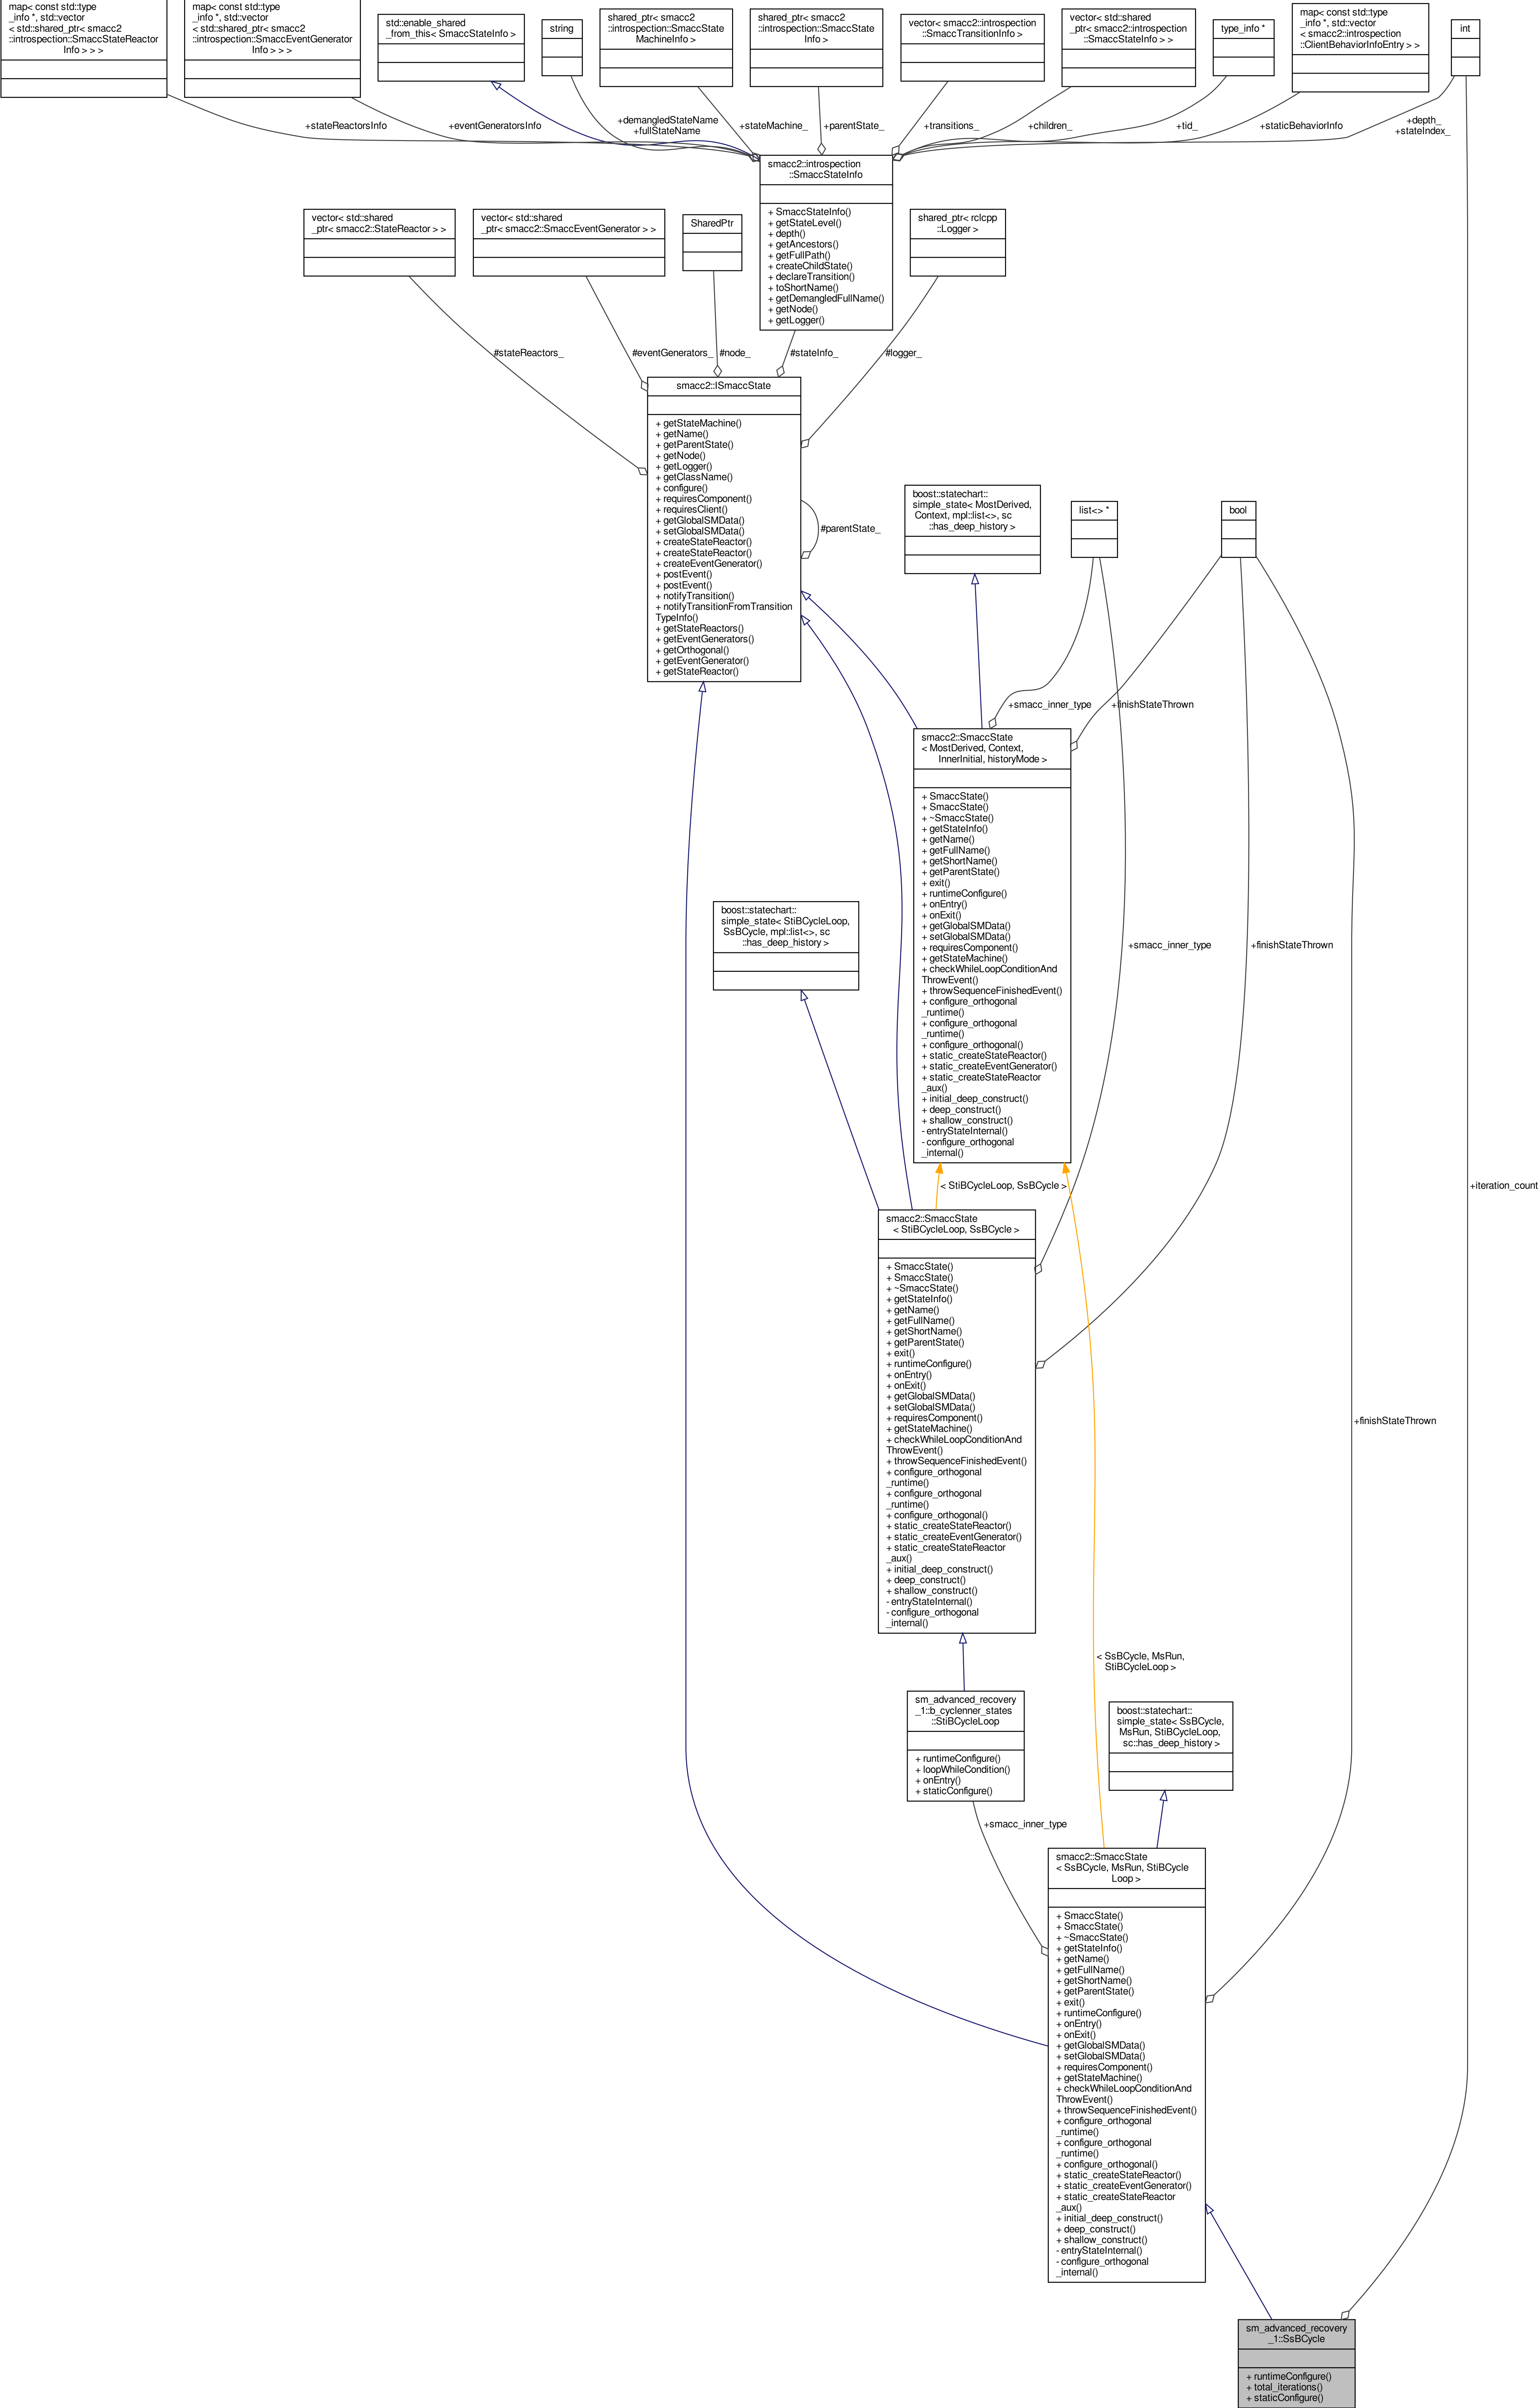 map< const std::type
_info *, std::vector
< std::shared_ptr< smacc2
::introspection::SmaccStateReactor
Info > > >
map< const std::type
_info *, std::vector
< std::shared_ptr< smacc2
::introspection::SmaccEventGenerator
Info > > >
std::enable_shared
_from_this< SmaccStateInfo >
string
shared_ptr< smacc2
::introspection::SmaccState
MachineInfo >
shared_ptr< smacc2
::introspection::SmaccState
Info >
vector< smacc2::introspection
::SmaccTransitionInfo >
vector< std::shared
_ptr< smacc2::introspection
::SmaccStateInfo > >
type_info *
map< const std::type
_info *, std::vector
< smacc2::introspection
::ClientBehaviorInfoEntry > >
int
+stateReactorsInfo
+eventGeneratorsInfo
+demangledStateName
+fullStateName
+stateMachine_
+parentState_
+transitions_
+children_
+tid_
+staticBehaviorInfo
+depth_
+stateIndex_
smacc2::introspection
::SmaccStateInfo
+ SmaccStateInfo()
+ getStateLevel()
+ depth()
+ getAncestors()
+ getFullPath()
+ createChildState()
+ declareTransition()
+ toShortName()
+ getDemangledFullName()
+ getNode()
+ getLogger()
vector< std::shared
_ptr< smacc2::StateReactor > >
vector< std::shared
_ptr< smacc2::SmaccEventGenerator > >
SharedPtr
shared_ptr< rclcpp
::Logger >
#stateReactors_
#eventGenerators_
#node_
#stateInfo_
#logger_
smacc2::ISmaccState
+ getStateMachine()
+ getName()
+ getParentState()
+ getNode()
+ getLogger()
+ getClassName()
+ configure()
+ requiresComponent()
+ requiresClient()
+ getGlobalSMData()
+ setGlobalSMData()
+ createStateReactor()
+ createStateReactor()
+ createEventGenerator()
+ postEvent()
+ postEvent()
+ notifyTransition()
+ notifyTransitionFromTransition
TypeInfo()
+ getStateReactors()
+ getEventGenerators()
+ getOrthogonal()
+ getEventGenerator()
+ getStateReactor()
#parentState_
boost::statechart::
simple_state< MostDerived,
Context, mpl::list<>, sc
::has_deep_history >
list<> *
bool
+smacc_inner_type
+finishStateThrown
smacc2::SmaccState
< MostDerived, Context,
InnerInitial, historyMode >
+ SmaccState()
+ SmaccState()
+ ~SmaccState()
+ getStateInfo()
+ getName()
+ getFullName()
+ getShortName()
+ getParentState()
+ exit()
+ runtimeConfigure()
+ onEntry()
+ onExit()
+ getGlobalSMData()
+ setGlobalSMData()
+ requiresComponent()
+ getStateMachine()
+ checkWhileLoopConditionAnd
ThrowEvent()
+ throwSequenceFinishedEvent()
+ configure_orthogonal
_runtime()
+ configure_orthogonal
_runtime()
+ configure_orthogonal()
+ static_createStateReactor()
+ static_createEventGenerator()
+ static_createStateReactor
_aux()
+ initial_deep_construct()
+ deep_construct()
+ shallow_construct()
- entryStateInternal()
- configure_orthogonal
_internal()
boost::statechart::
simple_state< StiBCycleLoop,
SsBCycle, mpl::list<>, sc
::has_deep_history >
+smacc_inner_type
+finishStateThrown
< StiBCycleLoop, SsBCycle >
+iteration_count
smacc2::SmaccState
< StiBCycleLoop, SsBCycle >
+ SmaccState()
+ SmaccState()
+ ~SmaccState()
+ getStateInfo()
+ getName()
+ getFullName()
+ getShortName()
+ getParentState()
+ exit()
+ runtimeConfigure()
+ onEntry()
+ onExit()
+ getGlobalSMData()
+ setGlobalSMData()
+ requiresComponent()
+ getStateMachine()
+ checkWhileLoopConditionAnd
ThrowEvent()
+ throwSequenceFinishedEvent()
+ configure_orthogonal
_runtime()
+ configure_orthogonal
_runtime()
+ configure_orthogonal()
+ static_createStateReactor()
+ static_createEventGenerator()
+ static_createStateReactor
_aux()
+ initial_deep_construct()
+ deep_construct()
+ shallow_construct()
- entryStateInternal()
- configure_orthogonal
_internal()
+finishStateThrown
< SsBCycle, MsRun,
StiBCycleLoop >
sm_advanced_recovery
_1::b_cyclenner_states
::StiBCycleLoop
+ runtimeConfigure()
+ loopWhileCondition()
+ onEntry()
+ staticConfigure()
boost::statechart::
simple_state< SsBCycle,
MsRun, StiBCycleLoop,
sc::has_deep_history >
+smacc_inner_type
smacc2::SmaccState
< SsBCycle, MsRun, StiBCycle
Loop >
+ SmaccState()
+ SmaccState()
+ ~SmaccState()
+ getStateInfo()
+ getName()
+ getFullName()
+ getShortName()
+ getParentState()
+ exit()
+ runtimeConfigure()
+ onEntry()
+ onExit()
+ getGlobalSMData()
+ setGlobalSMData()
+ requiresComponent()
+ getStateMachine()
+ checkWhileLoopConditionAnd
ThrowEvent()
+ throwSequenceFinishedEvent()
+ configure_orthogonal
_runtime()
+ configure_orthogonal
_runtime()
+ configure_orthogonal()
+ static_createStateReactor()
+ static_createEventGenerator()
+ static_createStateReactor
_aux()
+ initial_deep_construct()
+ deep_construct()
+ shallow_construct()
- entryStateInternal()
- configure_orthogonal
_internal()
sm_advanced_recovery
_1::SsBCycle
+ runtimeConfigure()
+ total_iterations()
+ staticConfigure()